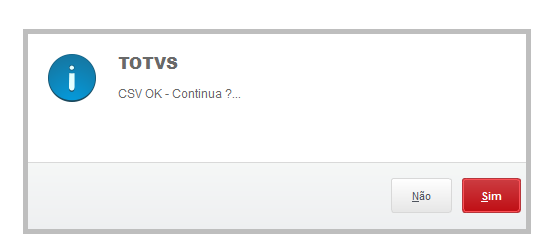 TOTVS
CSV OK - Continua ?...
Não
Sim